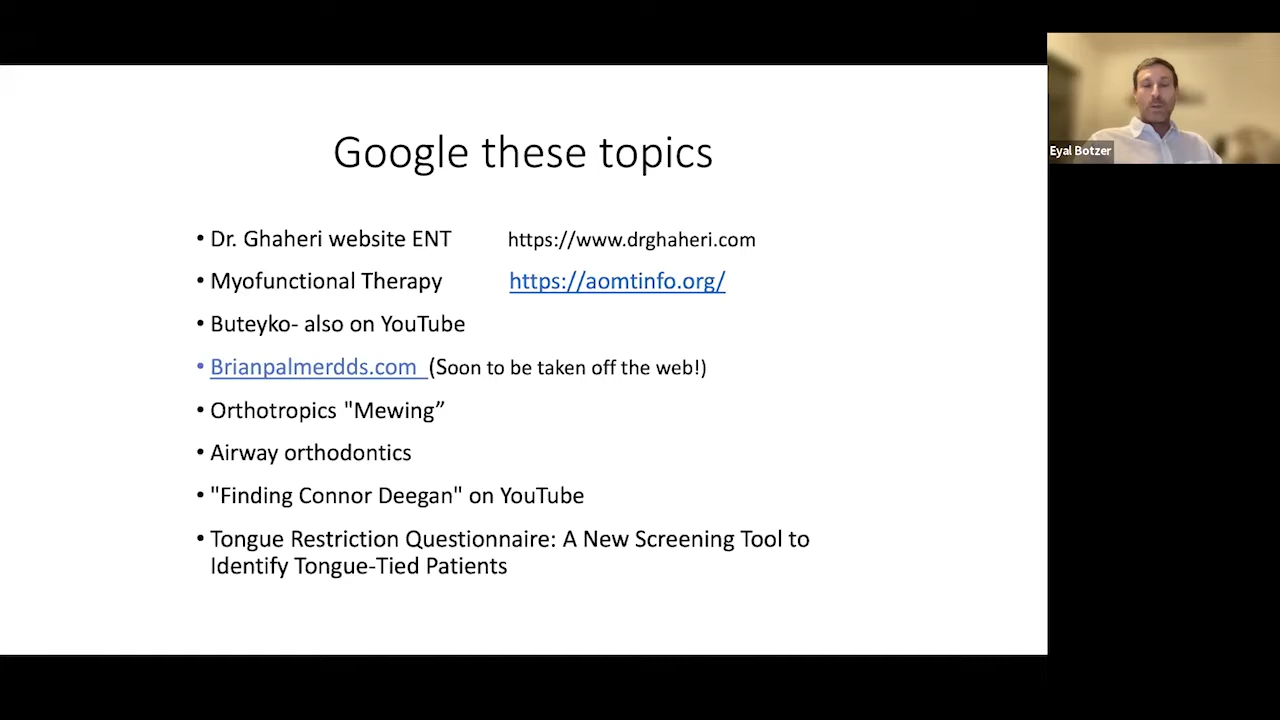 Google these topics
• Dr. Ghaheri website ENT https://www.drghaheri.com
• Myofunctional Therapy https://aomtinfo.org/
• Buteyko- also on YouTube
• Brianpalmerdds.com (Soon to be taken off the web!)
• Orthotropics "Mewing”
• Airway orthodontics
• "Finding Connor Deegan" on YouTube
• Tongue Restriction Questionnaire: A New Screening Tool to
Identify Tongue-Tied Patients
Eyal Botzer